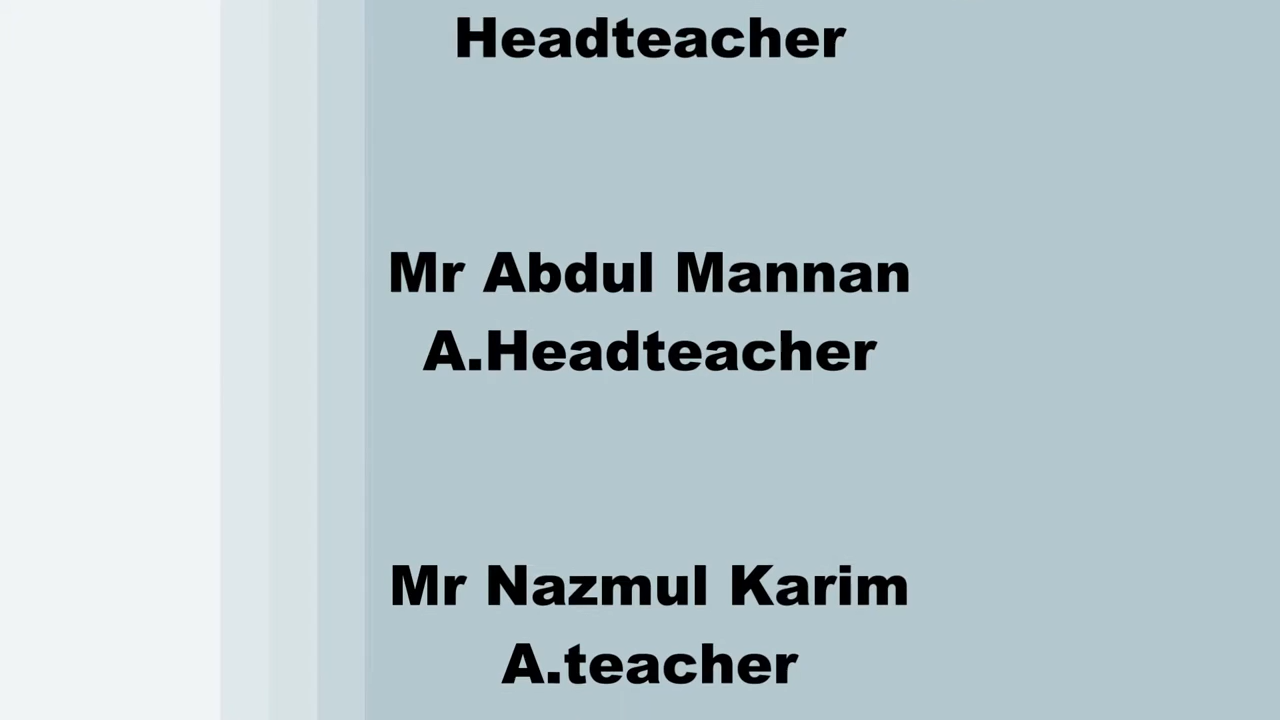 Headteacher
Mr Abdul Mannan
A.Headteacher
Mr Nazmul Karim
A.teacher